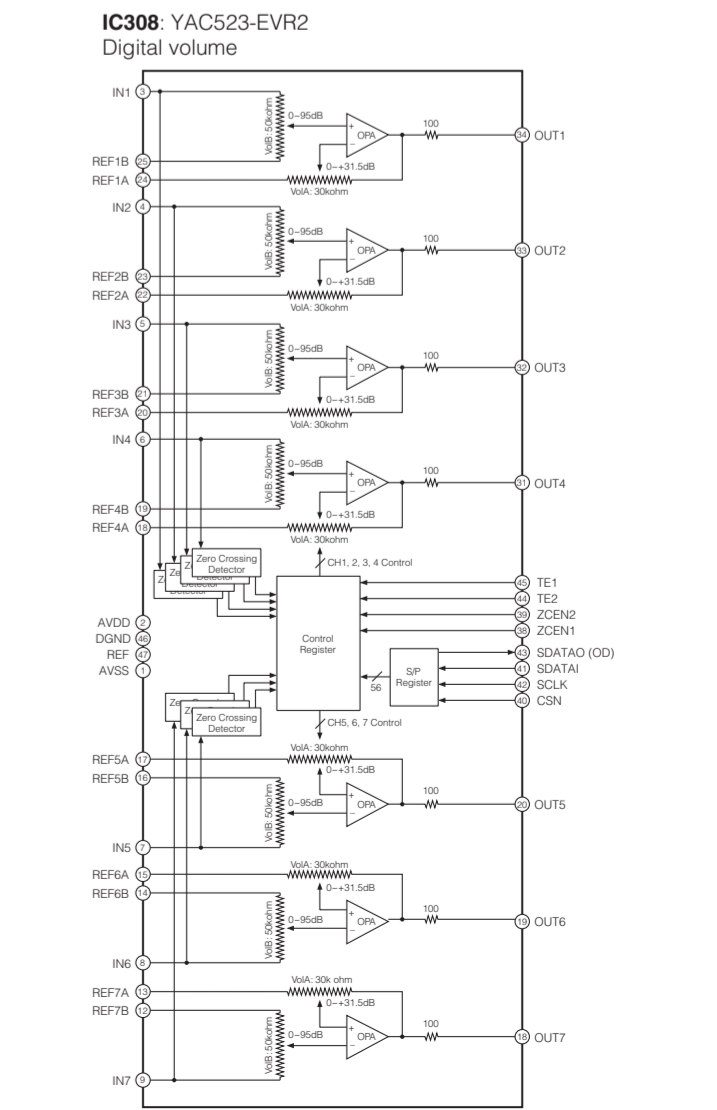 IC308: YAC523-EVR2
Digital volume
IN1 3
VolB: 50kohm
0~95dB
+
−
OPA
100
34 OUT1
REF1B 25
0~+31.5dB
REF1A 24
VolA: 30kohm
IN2 4
VolB: 50kohm
0~95dB
+
−
OPA
100
33 OUT2
REF2B 23
0~+31.5dB
REF2A 22
VolA: 30kohm
IN3 5
VolB: 50kohm
0~95dB
+
−
OPA
100
32 OUT3
REF3B 21
0~+31.5dB
REF3A 20
VolA: 30kohm
IN4 6
VolB: 50kohm
0~95dB
+
−
OPA
100
31 OUT4
REF4B 19
0~+31.5dB
REF4A 18
VolA: 30kohm
Zero Crossing
Detector
CH1, 2, 3, 4 Control
45 TE1
44 TE2
39 ZCEN2
38 ZCEN1
AVDD 2
DGND 46
REF 47
AVSS 1
Control
Register
56
S/P
Register
43 SDATAO (OD)
41 SDATAI
42 SCLK
40 CSN
Zero Crossing
Detector
CH5, 6, 7 Control
VolA: 30kohm
REF5A 17
0~+31.5dB
REF5B 16
VolB: 50kohm
0~95dB
+
−
OPA
100
20 OUT5
IN5 7
VolA: 30kohm
REF6A 15
0~+31.5dB
REF6B 14
VolB: 50kohm
0~95dB
+
−
OPA
100
19 OUT6
IN6 8
VolA: 30k ohm
REF7A 13
0~+31.5dB
REF7B 12
VolB: 50kohm
0~95dB
+
−
OPA
100
18 OUT7
IN7 9